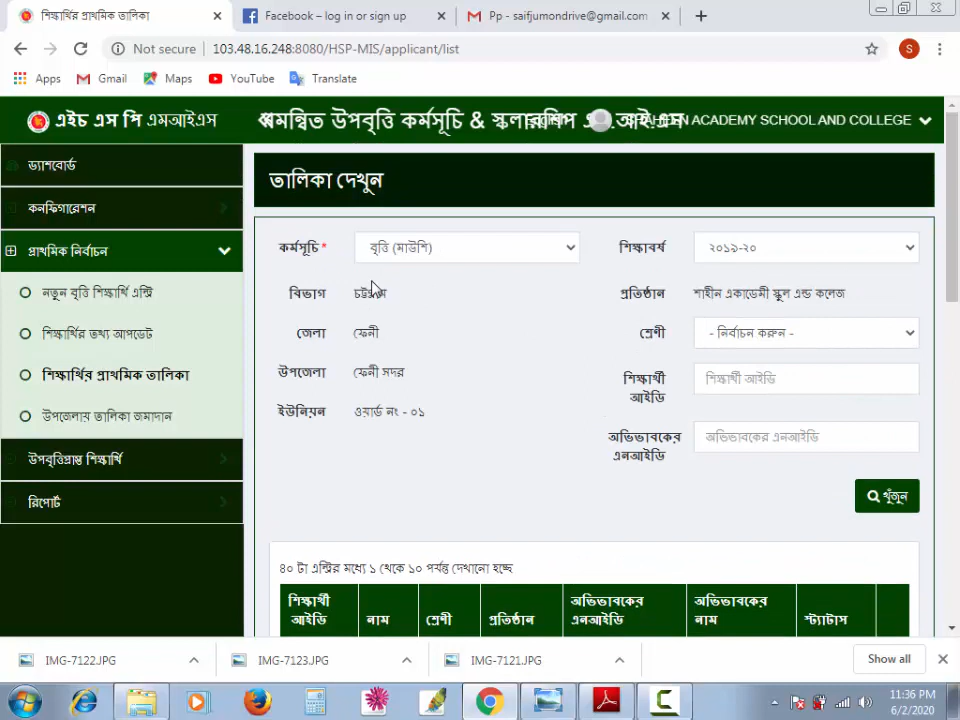 শিক্ষার্থির প্রাথমিক তালিকা
Facebook – log in or sign up
Pp - saifjumondrive@gmail.com
Not secure | 103.48.16.248:8080/HSP-MIS/applicant/list
S
Apps
Gmail
Maps
YouTube
Translate
এইচ এস পি এমআইএস
সমন্বিত উপবৃত্তি কর্মসূচি & স্কলারশিপ এম.আই.এস
ACADEMY SCHOOL AND COLLEGE
ড্যাশবোর্ড
কনফিগারেশন
প্রাথমিক নির্বাচন
নতুন বৃত্তি শিক্ষার্থি এন্ট্রি
শিক্ষার্থির তথ্য আপডেট
শিক্ষার্থির প্রাথমিক তালিকা
উপজেলায় তালিকা জমাদান
উপবৃত্তিপ্রাপ্ত শিক্ষার্থি
রিপোর্ট
তালিকা দেখুন
কর্মসূচি*
বৃত্তি (মাউশি)
শিক্ষাবর্ষ
২০১৯-২০
বিভাগ
চট্টগ্রাম
প্রতিষ্ঠান
শাহীন একাডেমী স্কুল এন্ড কলেজ
জেলা
ফেনী
শ্রেণী
- নির্বাচন করুন -
উপজেলা
ফেনী সদর
শিক্ষার্থী আইডি
শিক্ষার্থী আইডি
ইউনিয়ন
ওয়ার্ড নং - ০১
অভিভাবকের এনআইডি
অভিভাবকের এনআইডি
খুঁজুন
৪০ টা এন্ট্রির মধ্যে ১ থেকে ১০ পর্যন্ত দেখানো হচ্ছে
শিক্ষার্থী আইডি
নাম
শ্রেণী
প্রতিষ্ঠান
অভিভাবকের এনআইডি
অভিভাবকের নাম
স্ট্যাটাস
IMG-7122.JPG
IMG-7123.JPG
IMG-7121.JPG
Show all
11:36 PM
6/2/2020